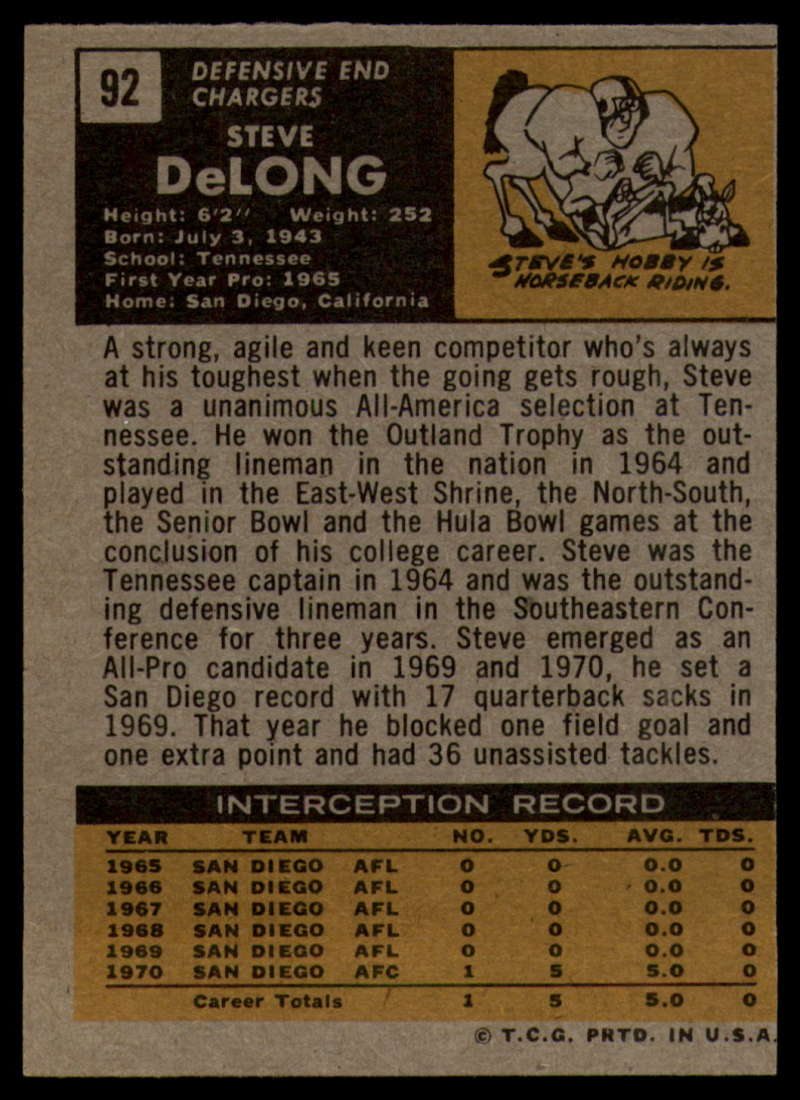 92
DEFENSIVE END
CHARGERS
STEVE
DeLONG
Height: 6'2" Weight: 252
Born: July 3, 1943
School: Tennessee
First Year Pro: 1965
Home: San Diego, California
STEVE'S HOBBY IS
HORSEBACK RIDING.
A strong, agile and keen competitor who's always
at his toughest when the going gets rough, Steve
was a unanimous All-America selection at Ten-
nessee. He won the Outland Trophy as the out-
standing lineman in the nation in 1964 and
played in the East-West Shrine, the North-South,
the Senior Bowl and the Hula Bowl games at the
conclusion of his college career. Steve was the
Tennessee captain in 1964 and was the outstand-
ing defensive lineman in the Southeastern Con-
ference for three years. Steve emerged as an
All-Pro candidate in 1969 and 1970, he set a
San Diego record with 17 quarterback sacks in
1969. That year he blocked one field goal and
one extra point and had 36 unassisted tackles.
INTERCEPTION RECORD
YEAR TEAM NO. YDS. AVG. TDS.
1965 SAN DIEGO AFL 0 0 0.0 0
1966 SAN DIEGO AFL 0 0 0.0 0
1967 SAN DIEGO AFL 0 0 0.0 0
1968 SAN DIEGO AFL 0 0 0.0 0
1969 SAN DIEGO AFL 0 0 0.0 0
1970 SAN DIEGO AFC 1 5 5.0 0
Career Totals 1 5 5.0 0
© T.C.G. PRTD. IN U.S.A.